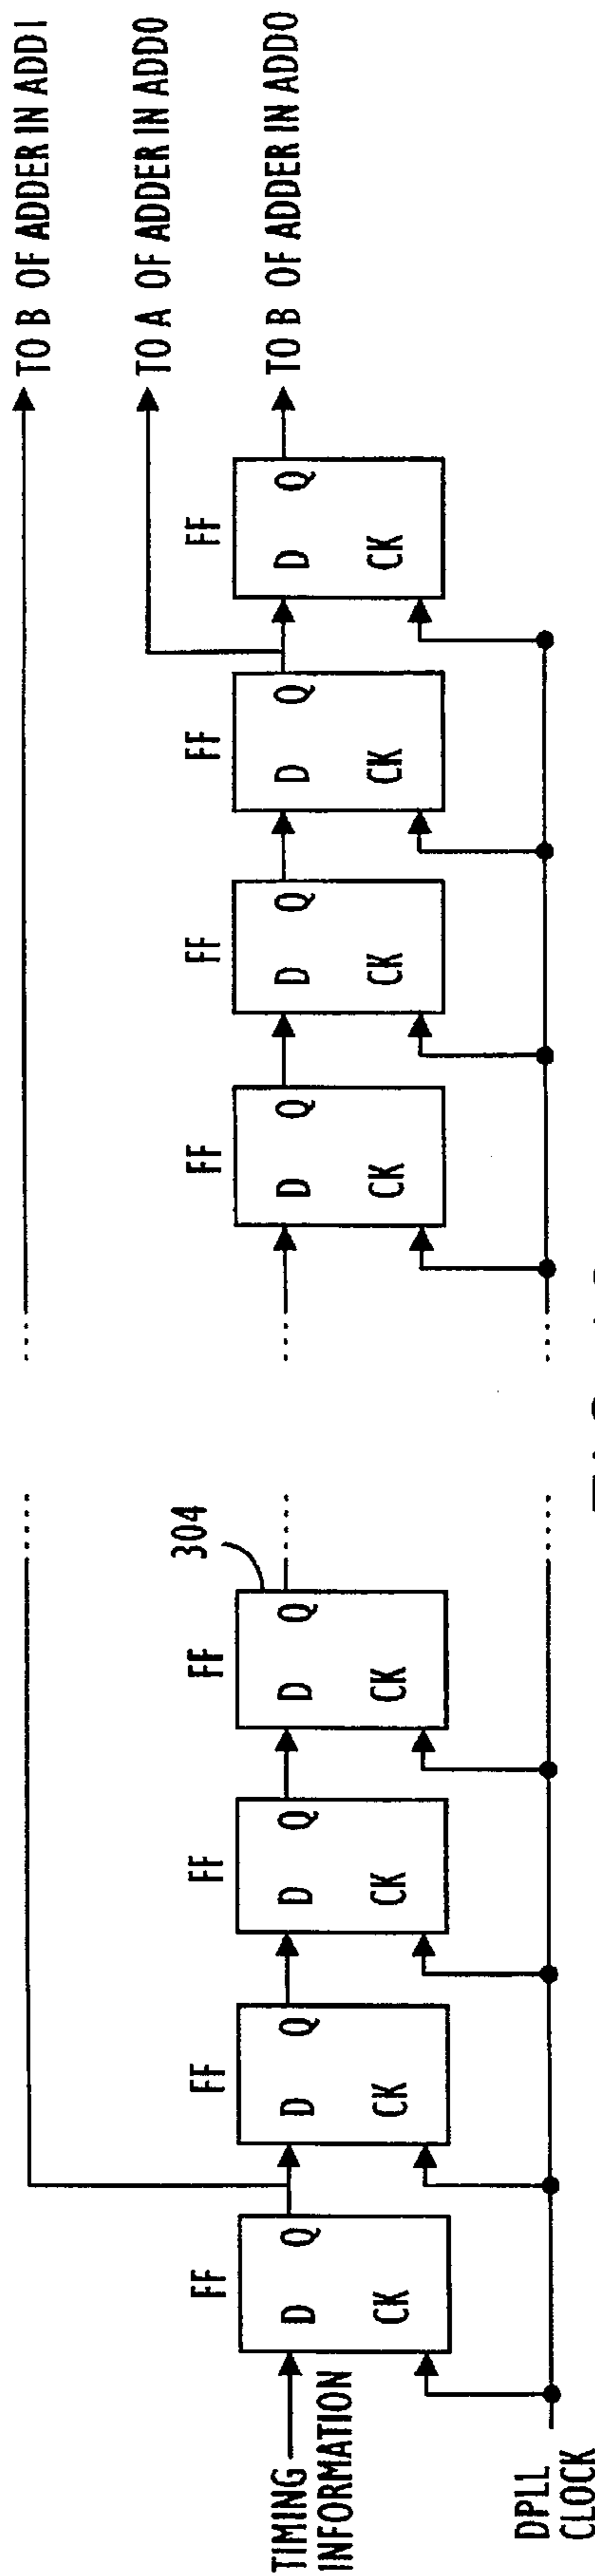 TO B OF ADDER IN ADD1
TO A OF ADDER IN ADD0
TO B OF ADDER IN ADD0
304
FF FF FF FF FF FF FF FF
D Q D Q D Q D Q D Q D Q D Q D Q
CK CK CK CK CK CK CK CK
TIMING
INFORMATION
DPLL
CLOCK